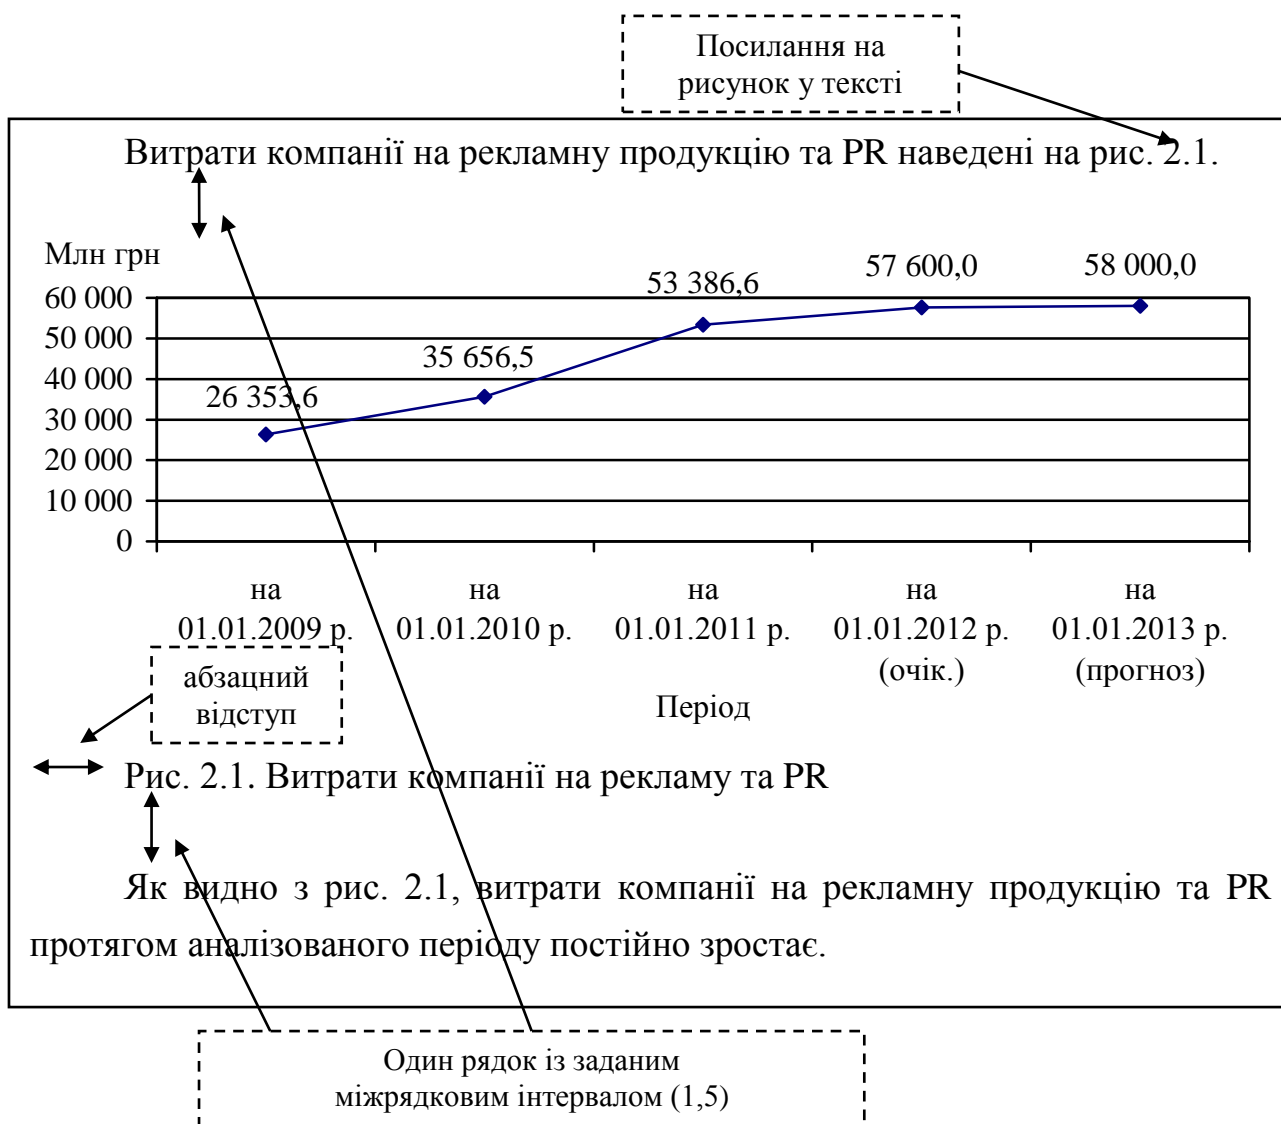 Посилання на
рисунок у тексті
Витрати компанії на рекламну продукцію та PR наведені на рис. 2.1.
Млн грн
60 000
50 000
40 000
30 000
20 000
10 000
0
26 353,6
35 656,5
53 386,6
57 600,0
58 000,0
на
01.01.2009 р.
на
01.01.2010 р.
на
01.01.2011 р.
на
01.01.2012 р.
(очік.)
на
01.01.2013 р.
(прогноз)
Період
абзацний
відступ
Рис. 2.1. Витрати компанії на рекламу та PR
Як видно з рис. 2.1, витрати компанії на рекламну продукцію та PR
протягом аналізованого періоду постійно зростає.
Один рядок із заданим
міжрядковим інтервалом (1,5)